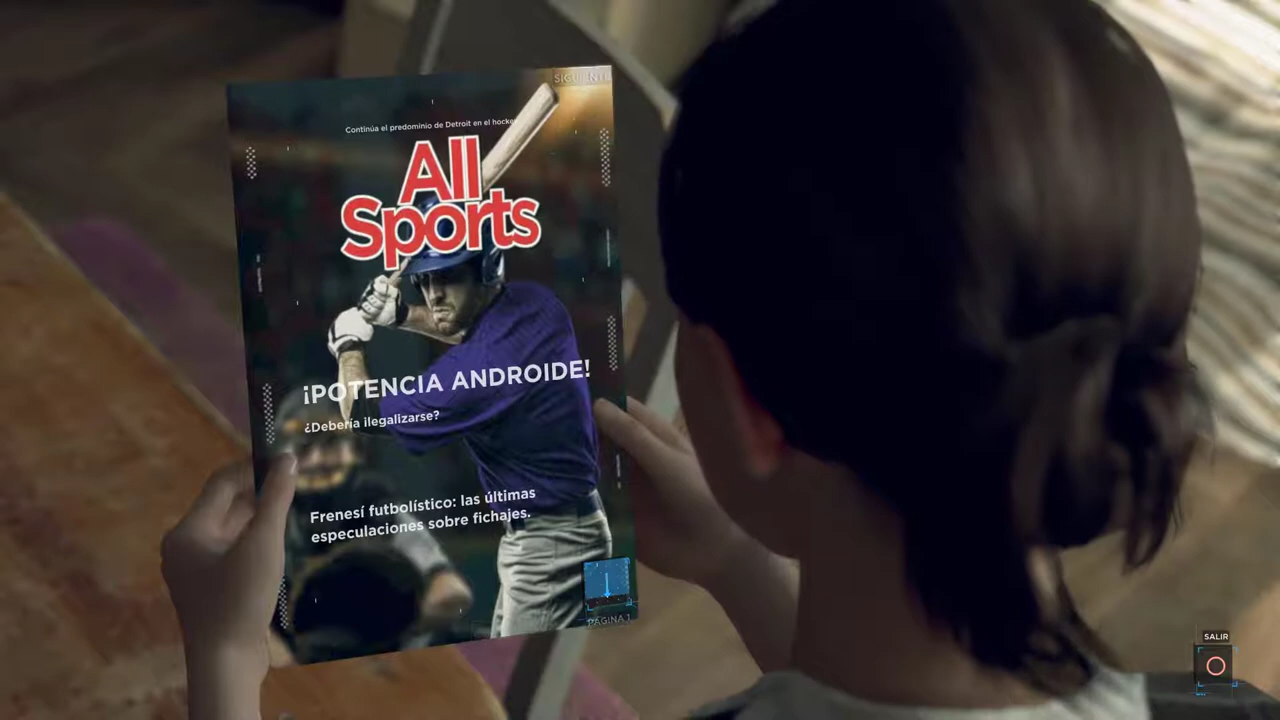 SIGUIENTE
Continúa el predominio de Detroit en el hockey
All
Sports
¡POTENCIA ANDROIDE!
¿Debería ilegalizarse?
Frenesí futbolístico: las últimas
especulaciones sobre fichajes.
PÁGINA 1
SALIR